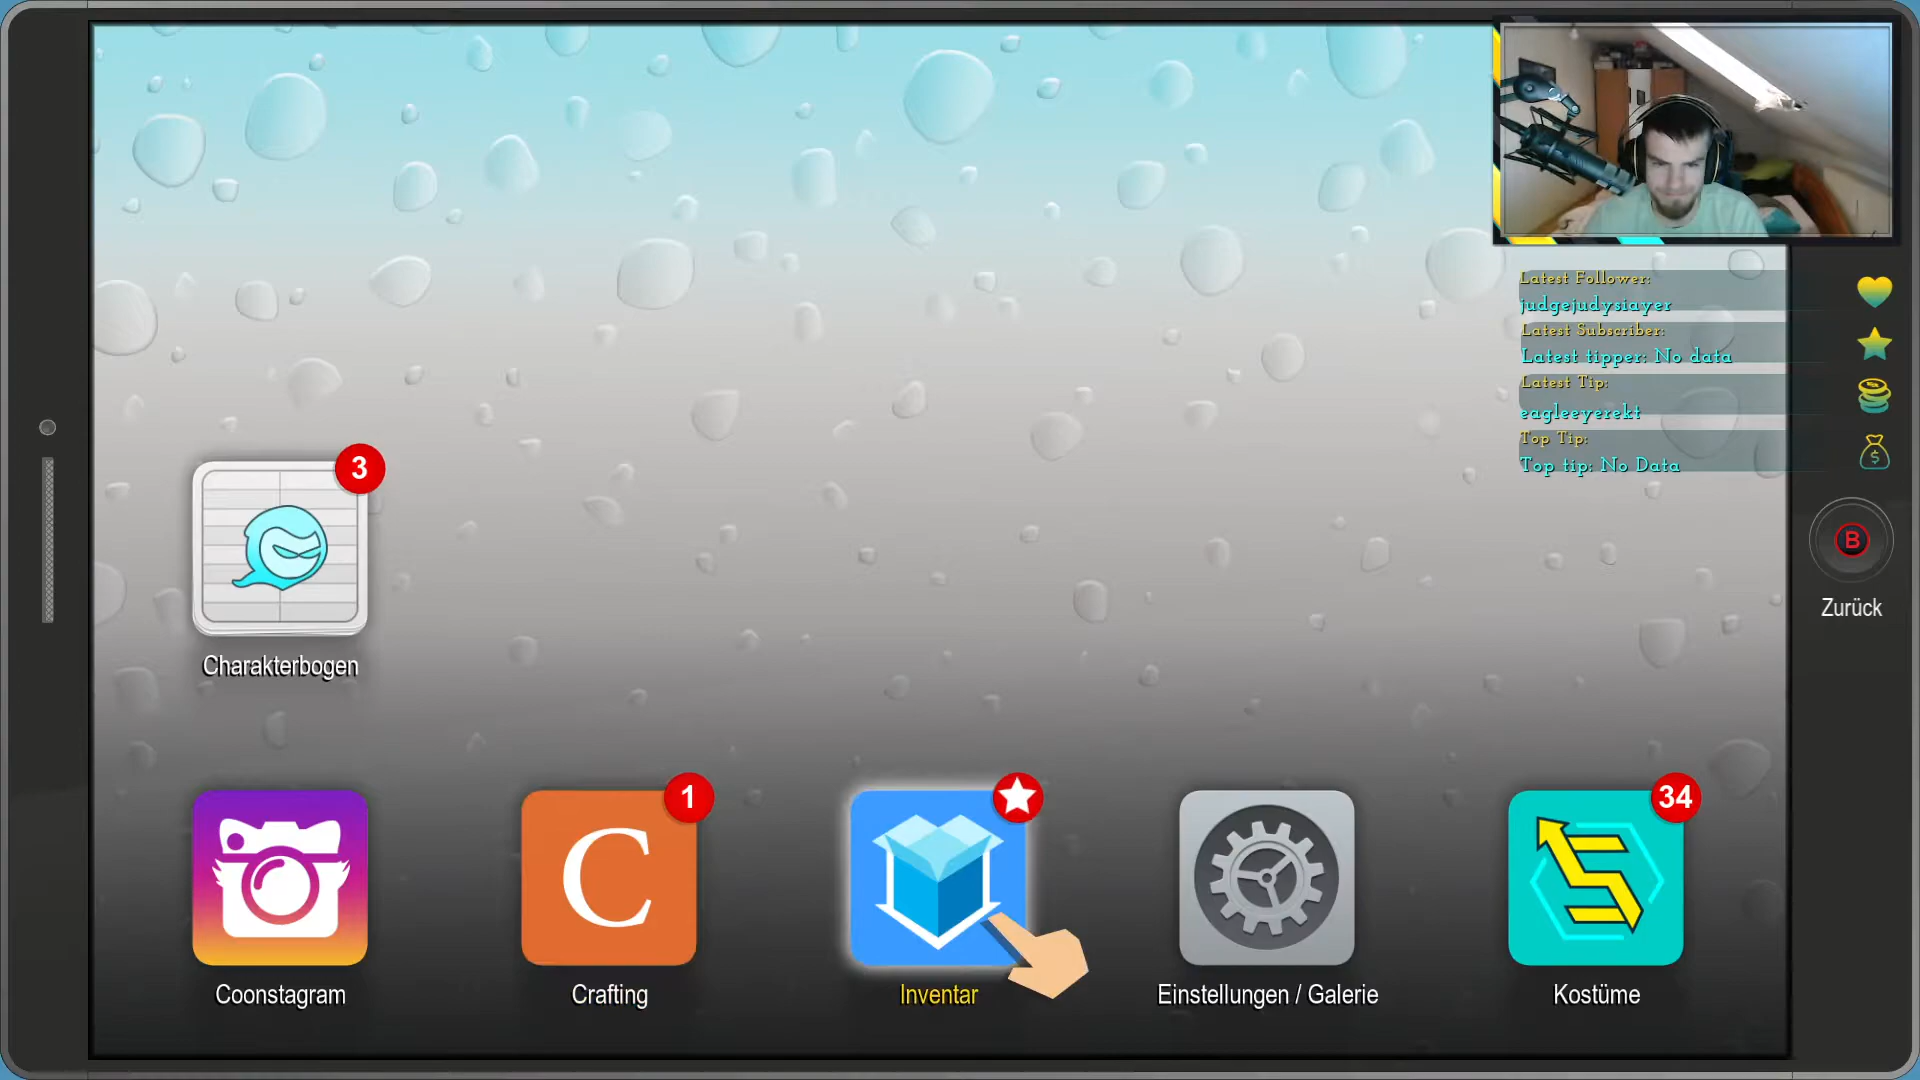 Latest Follower:
judgejudysiayer
Latest Subscriber:
Latest tipper: No data
Latest Tip:
eagleeyerekt
Top Tip:
Top tip: No Data
$
B
Zurück
3
Charakterbogen
1
34
C
Coonstagram
Crafting
Inventar
Einstellungen / Galerie
Kostüme